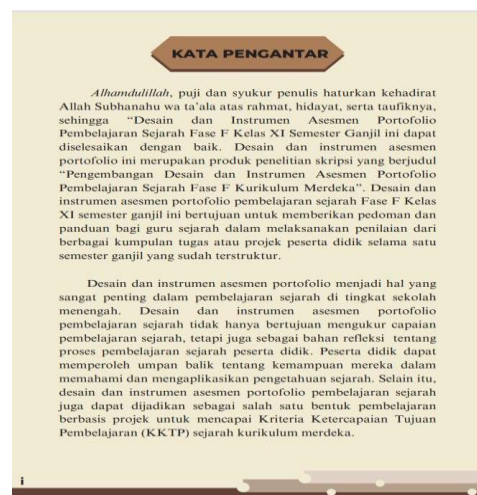 KATA PENGANTAR
Alhamdulillah, puji dan syukur penulis haturkan kehadirat
Allah Subhanahu wa ta'ala atas rahmat, hidayat, serta taufiknya,
sehingga "Desain dan Instrumen Asesmen Portofolio
Pembelajaran Sejarah Fase F Kelas XI Semester Ganjil ini dapat
diselesaikan dengan baik. Desain dan instrumen asesmen
portofolio ini merupakan produk penelitian skripsi yang berjudul
"Pengembangan Desain dan Instrumen Asesmen Portofolio
Pembelajaran Sejarah Fase F Kurikulum Merdeka". Desain dan
instrumen asesmen portofolio pembelajaran sejarah Fase F Kelas
XI semester ganjil ini bertujuan untuk memberikan pedoman dan
panduan bagi guru sejarah dalam melaksanakan penilaian dari
berbagai kumpulan tugas atau projek peserta didik selama satu
semester ganjil yang sudah terstruktur.
Desain dan instrumen asesmen portofolio menjadi hal yang
sangat penting dalam pembelajaran sejarah di tingkat sekolah
menengah. Desain dan instrumen asesmen portofolio
pembelajaran sejarah tidak hanya bertujuan mengukur capaian
pembelajaran sejarah, tetapi juga sebagai bahan refleksi tentang
proses pembelajaran sejarah peserta didik. Peserta didik dapat
memperoleh umpan balik tentang kemampuan mereka dalam
memahami dan mengaplikasikan pengetahuan sejarah. Selain itu,
desain dan instrumen asesmen portofolio pembelajaran sejarah
juga dapat dijadikan sebagai salah satu bentuk pembelajaran
berbasis projek untuk mencapai Kriteria Ketercapaian Tujuan
Pembelajaran (KKTP) sejarah kurikulum merdeka.
i